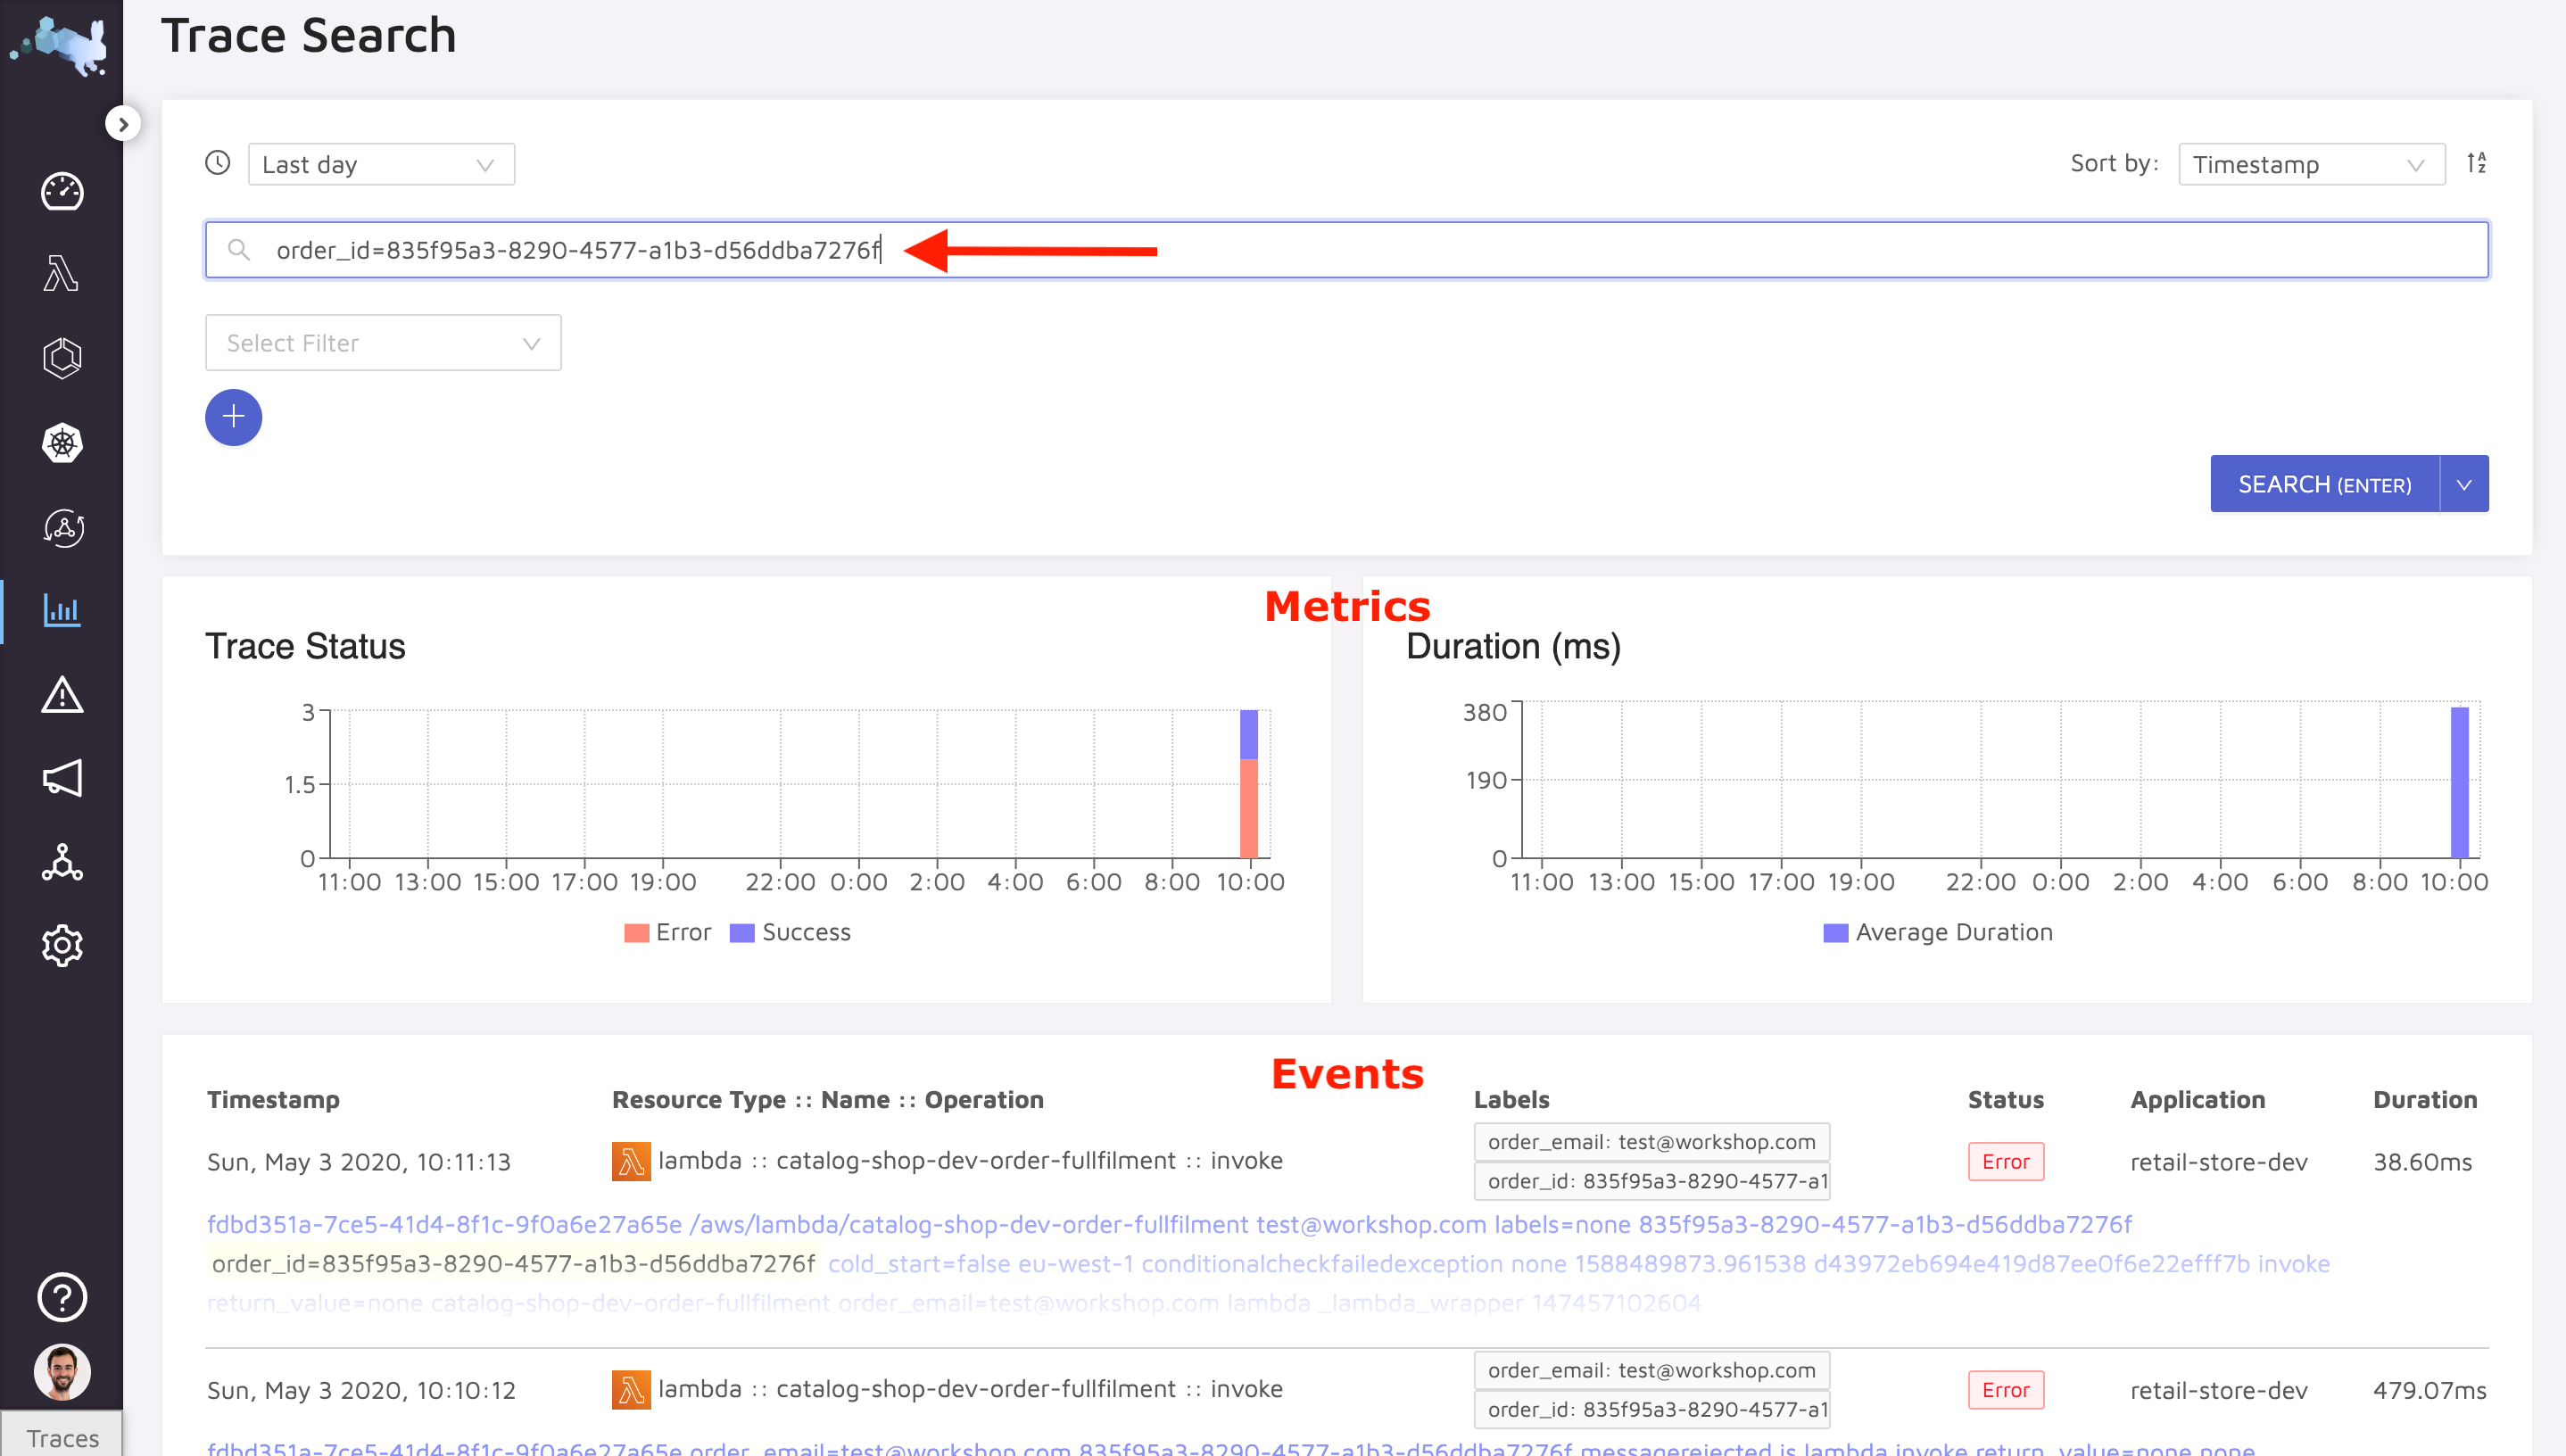 Trace Search
Last day
Sort by: Timestamp
order_id=835f95a3-8290-4577-a1b3-d56ddba7276f
Select Filter
SEARCH (ENTER)
Metrics
Trace Status
3
1.5
0
11:00 13:00 15:00 17:00 19:00 22:00 0:00 2:00 4:00 6:00 8:00 10:00
Error Success
Duration (ms)
380
190
0
11:00 13:00 15:00 17:00 19:00 22:00 0:00 2:00 4:00 6:00 8:00 10:00
Average Duration
Events
Timestamp Resource Type :: Name :: Operation Labels Status Application Duration
order_email: test@workshop.com
Sun, May 3 2020, 10:11:13 lambda :: catalog-shop-dev-order-fullfilment :: invoke Error retail-store-dev 38.60ms
order_id: 835f95a3-8290-4577-a1
fdbd351a-7ce5-41d4-8f1c-9f0a6e27a65e /aws/lambda/catalog-shop-dev-order-fullfilment test@workshop.com labels=none 835f95a3-8290-4577-a1b3-d56ddba7276f
order_id=835f95a3-8290-4577-a1b3-d56ddba7276f cold_start=false eu-west-1 conditionalcheckfailedexception none 1588489873.961538 d43972eb694e419d87ee0f6e22efff7b invoke
return_value=none catalog-shop-dev-order-fullfilment order_email=test@workshop.com lambda _lambda_wrapper 147457102604
order_email: test@workshop.com
Sun, May 3 2020, 10:10:12 lambda :: catalog-shop-dev-order-fullfilment :: invoke Error retail-store-dev 479.07ms
order_id: 835f95a3-8290-4577-a1
fdbd351a-7ce5-41d4-8f1c-9f0a6e27a65e order_email=test@workshop.com 835f95a3-8290-4577-a1b3-d56ddba7276f messagerejected is lambda invoke return_value=none none
Traces